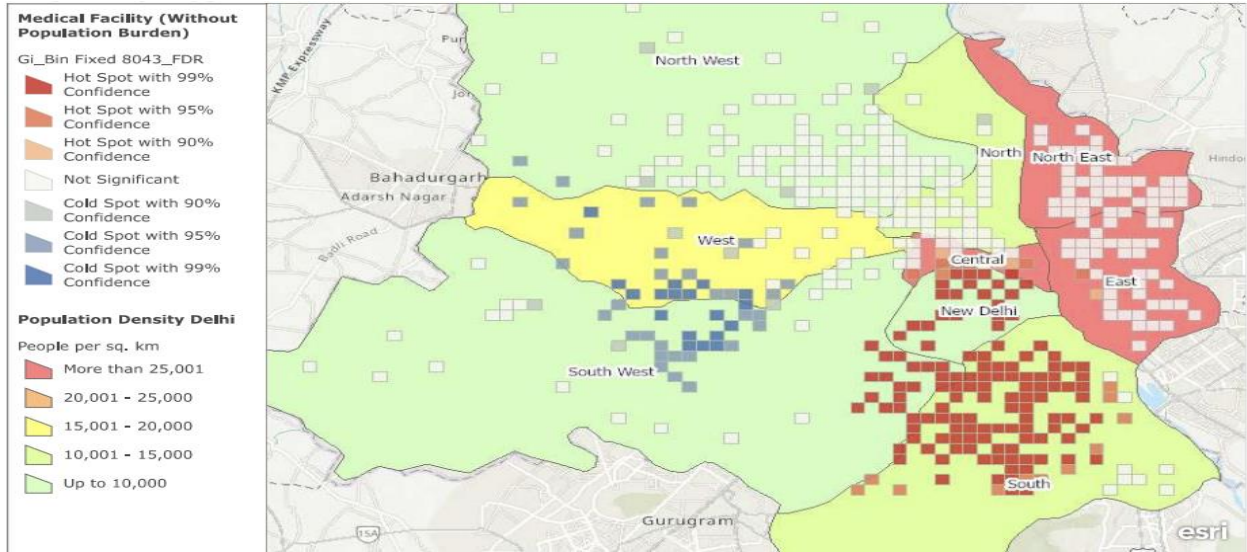 Medical Facility (Without
Population Burden)
Gi_Bin Fixed 8043_FDR
Hot Spot with 99%
Confidence
Hot Spot with 95%
Confidence
Hot Spot with 90%
Confidence
Not Significant
Cold Spot with 90%
Confidence
Cold Spot with 95%
Confidence
Cold Spot with 99%
Confidence
Population Density Delhi
People per sq. km
More than 25,001
20,001 - 25,000
15,001 - 20,000
10,001 - 15,000
Up to 10,000
KMP Expressway
North West
North
North East
Bahadurgarh
Adarsh Nagar
Badli Road
West
Central
East
New Delhi
South West
South
Gurugram
15A
esri